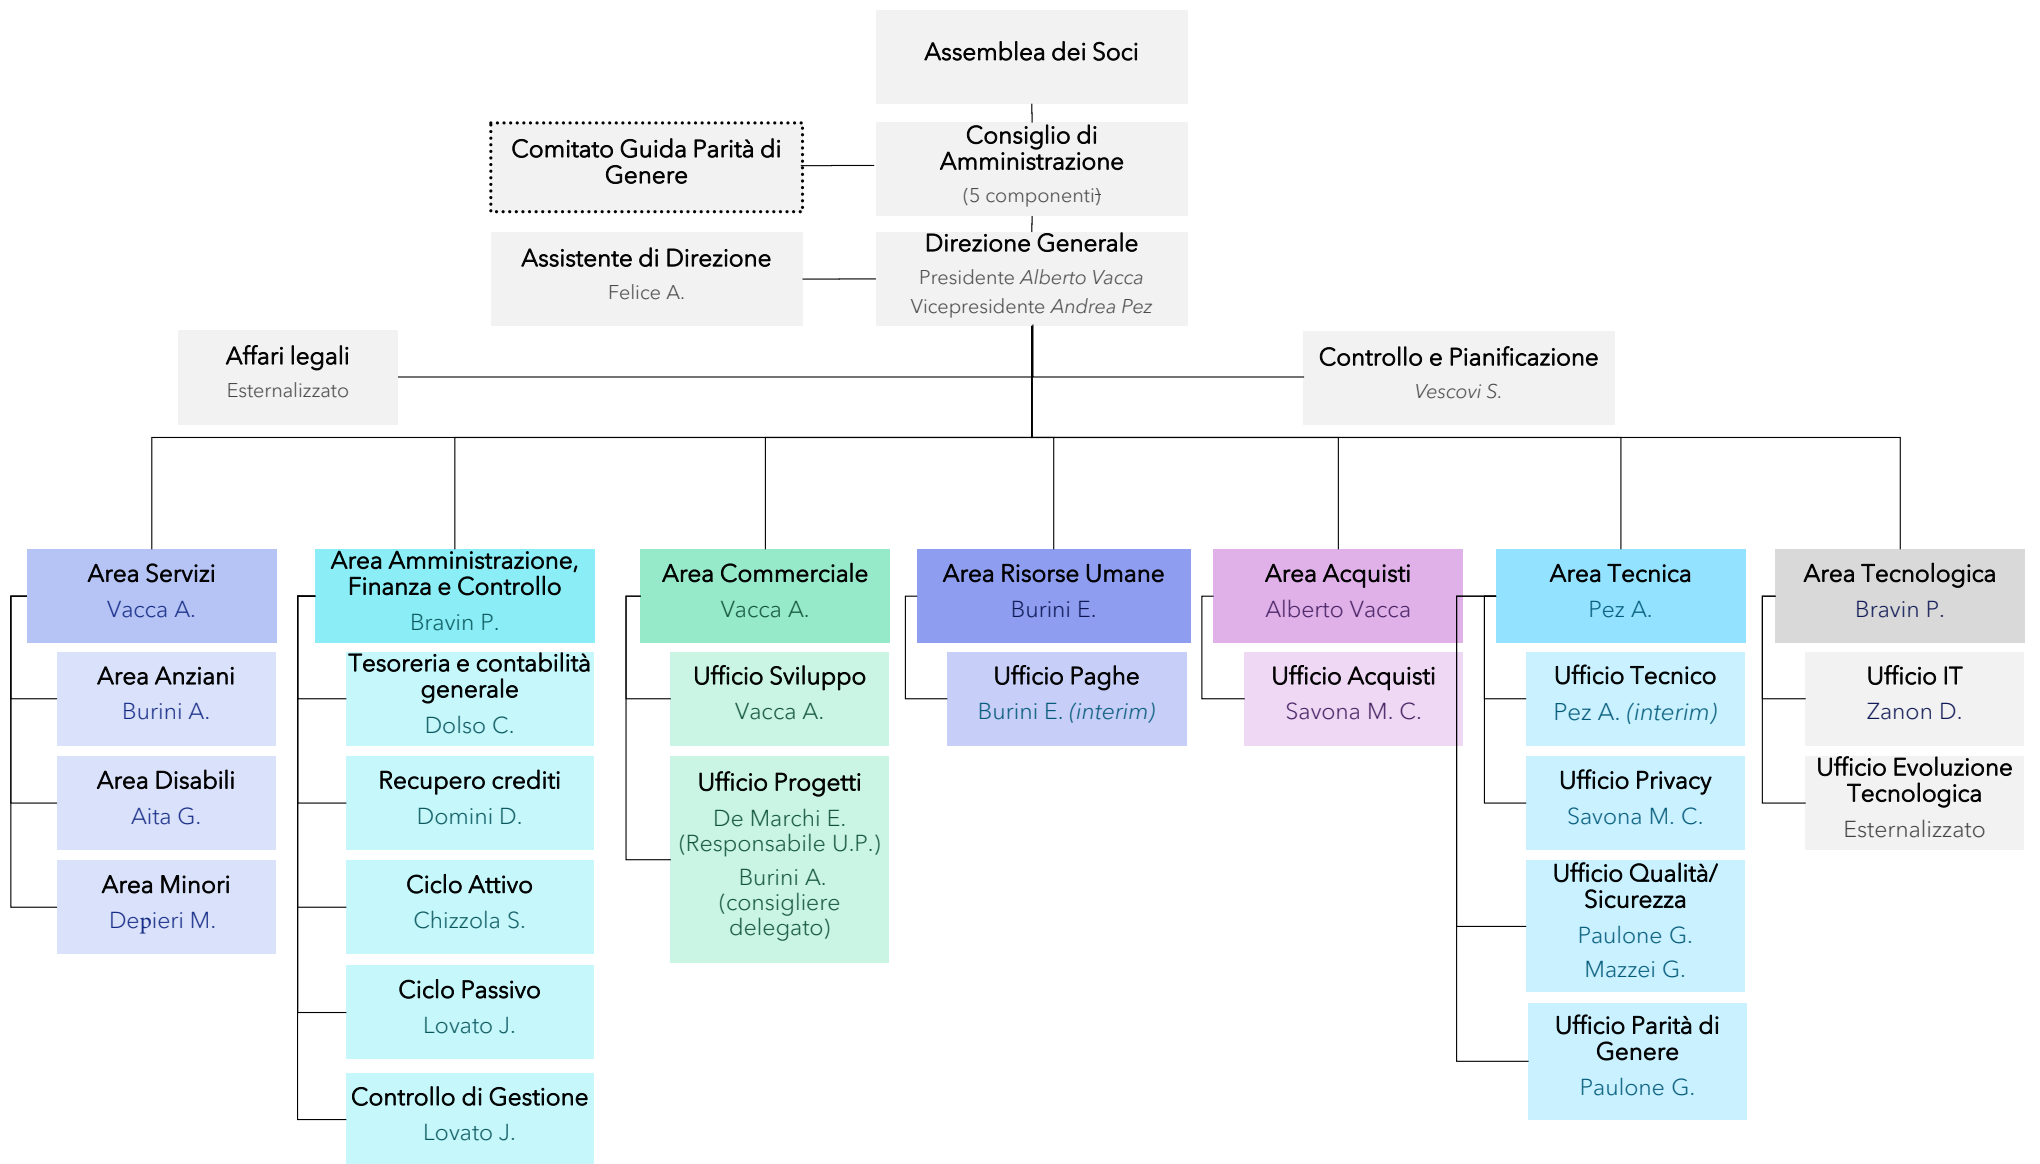 Assemblea dei Soci
Comitato Guida Parità di
Genere
Consiglio di
Amministrazione
(5 componenti)
Assistente di Direzione
Felice A.
Direzione Generale
Presidente Alberto Vacca
Vicepresidente Andrea Pez
Affari legali
Esternalizzato
Controllo e Pianificazione
Vescovi S.
Area Servizi
Vacca A.
Area Anziani
Burini A.
Area Disabili
Aita G.
Area Minori
Depieri M.
Area Amministrazione,
Finanza e Controllo
Bravin P.
Tesoreria e contabilità
generale
Dolso C.
Recupero crediti
Domini D.
Ciclo Attivo
Chizzola S.
Ciclo Passivo
Lovato J.
Controllo di Gestione
Lovato J.
Area Commerciale
Vacca A.
Ufficio Sviluppo
Vacca A.
Ufficio Progetti
De Marchi E.
(Responsabile U.P.)
Burini A.
(consigliere
delegato)
Area Risorse Umane
Burini E.
Ufficio Paghe
Burini E. (interim)
Area Acquisti
Alberto Vacca
Ufficio Acquisti
Savona M. C.
Area Tecnica
Pez A.
Ufficio Tecnico
Pez A. (interim)
Ufficio Privacy
Savona M. C.
Ufficio Qualità/
Sicurezza
Paulone G.
Mazzei G.
Ufficio Parità di
Genere
Paulone G.
Area Tecnologica
Bravin P.
Ufficio IT
Zanon D.
Ufficio Evoluzione
Tecnologica
Esternalizzato